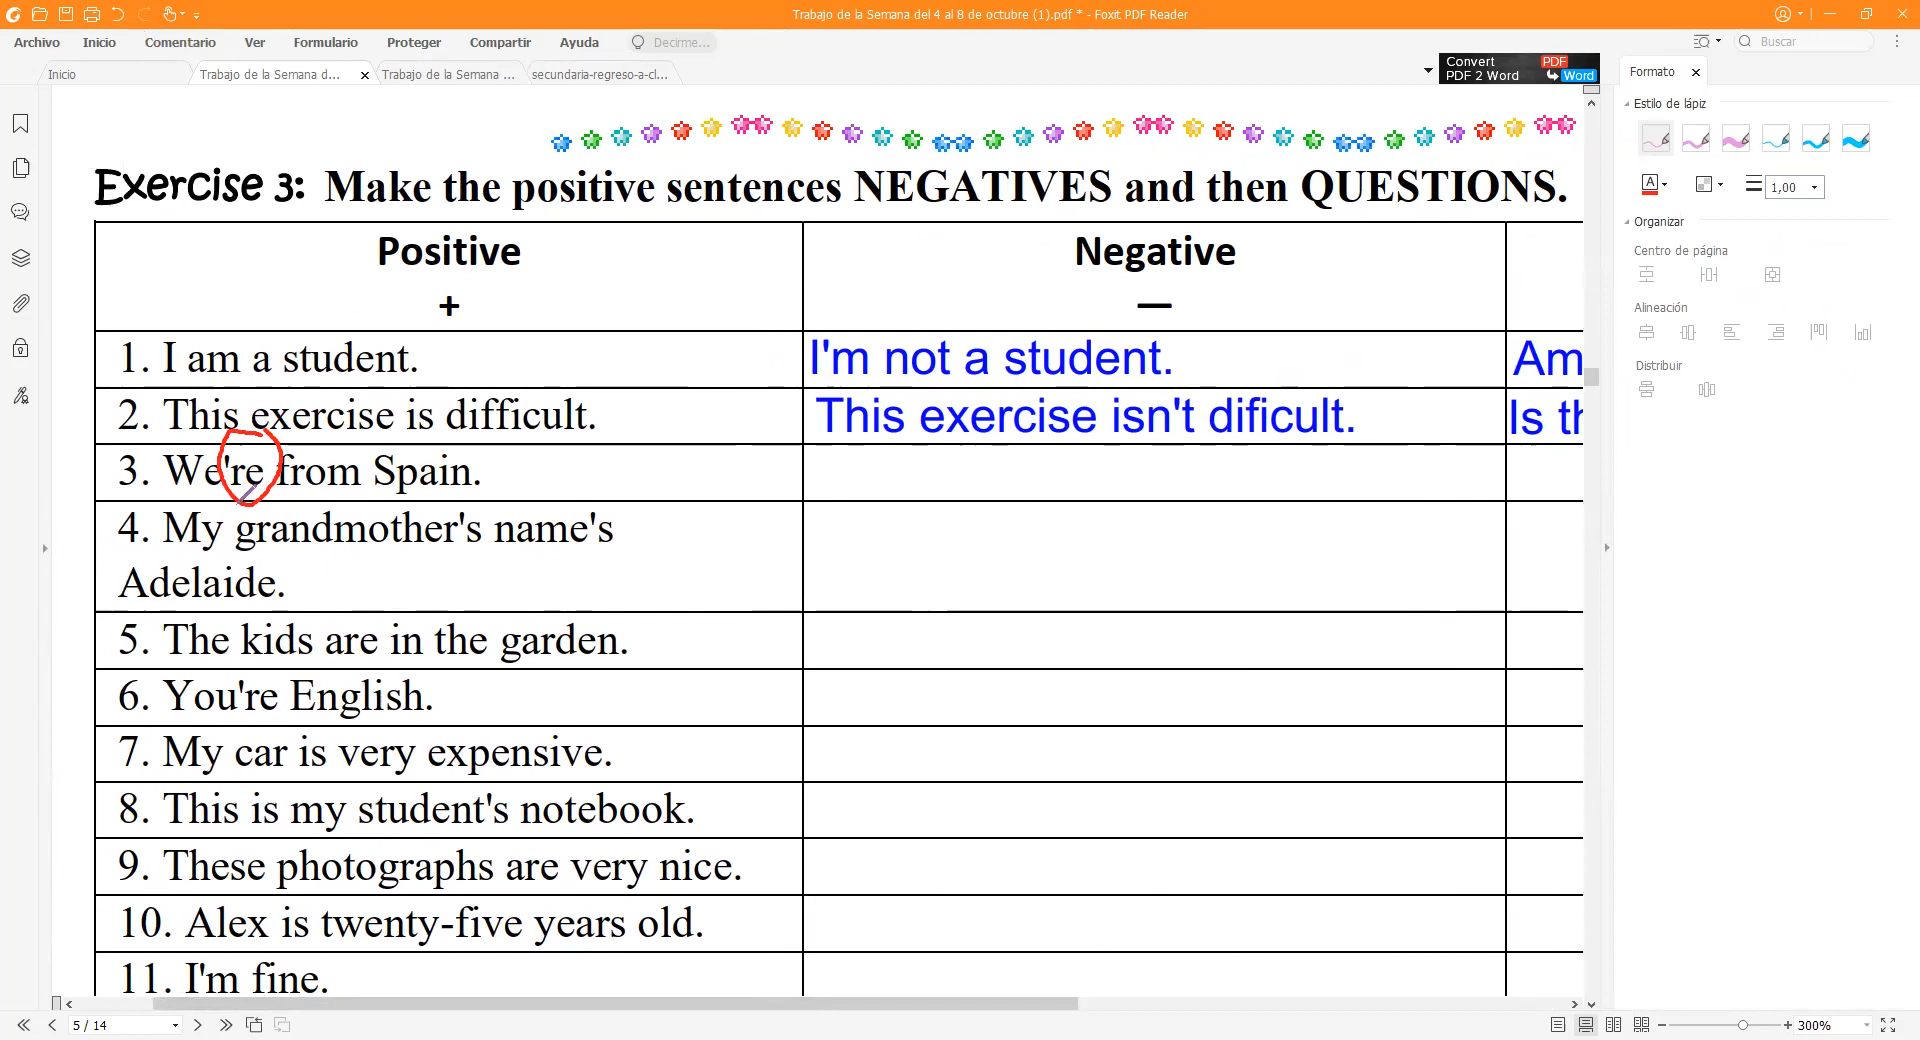 Trabajo de la Semana del 4 al 8 de octubre (1).pdf * - Foxit PDF Reader
Archivo Inicio Comentario Ver Formulario Proteger Compartir Ayuda Decirme... Buscar
Inicio Trabajo de la Semana d... Trabajo de la Semana ... secundaria-regreso-a-cl...
Convert PDF
PDF 2 Word Word
Formato
Estilo de lápiz
A 1,00
Organizar
Centro de página
Alineación
Distribuir
Exercise 3: Make the positive sentences NEGATIVES and then QUESTIONS.
Positive Negative
+ —
1. I am a student. I'm not a student. Am
2. This exercise is difficult. This exercise isn't dificult. Is th
3. We're from Spain.
4. My grandmother's name's
Adelaide.
5. The kids are in the garden.
6. You're English.
7. My car is very expensive.
8. This is my student's notebook.
9. These photographs are very nice.
10. Alex is twenty-five years old.
11. I'm fine.
5 / 14 300%